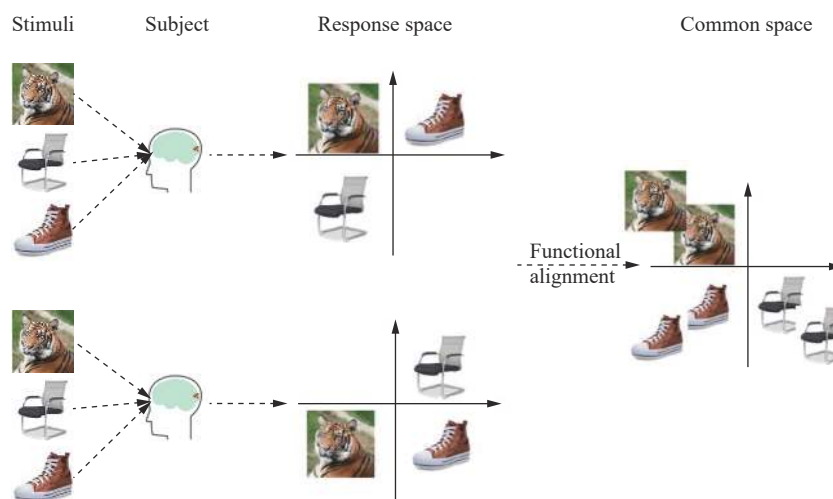 Stimuli
Subject
Response space
Common space
Functional
alignment